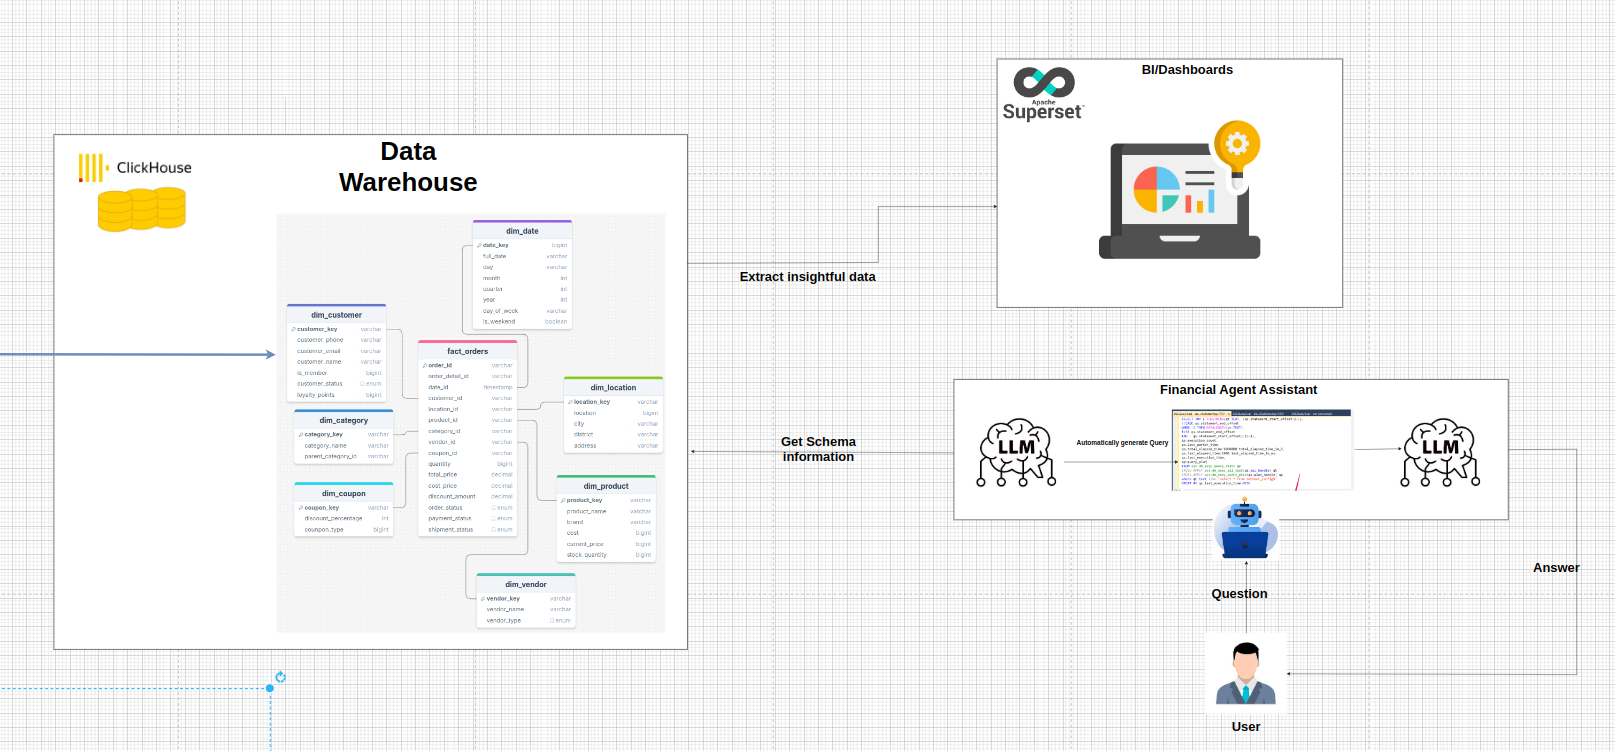 BI/Dashboards
Apache
Superset
ClickHouse
Data
Warehouse
dim_date
date_key bigint
full_date varchar
day varchar
month int
quarter int
year int
day_of_week varchar
is_weekend boolean
dim_customer
customer_key varchar
customer_phone varchar
customer_email varchar
customer_name varchar
is_member bigint
customer_status enum
loyalty_points bigint
fact_orders
order_id varchar
order_detail_id varchar
date_id timestamp
customer_id varchar
location_id varchar
product_id varchar
category_id varchar
vendor_id varchar
coupon_id varchar
quantity bigint
total_price decimal
cost_price decimal
discount_amount decimal
order_status enum
payment_status enum
shipment_status enum
dim_location
location_key varchar
location bigint
city varchar
district varchar
address varchar
dim_category
category_key varchar
category_name varchar
parent_category_id varchar
dim_coupon
coupon_key varchar
discount_percentage int
counpon_type bigint
dim_product
product_key varchar
product_name varchar
brand varchar
cost bigint
current_price bigint
stock_quantity bigint
dim_vendor
vendor_key varchar
vendor_name varchar
vendor_type enum
Extract insightful data
Get Schema
information
Financial Agent Assistant
LLM
Automatically generate Query
LLM
Answer
Question
User